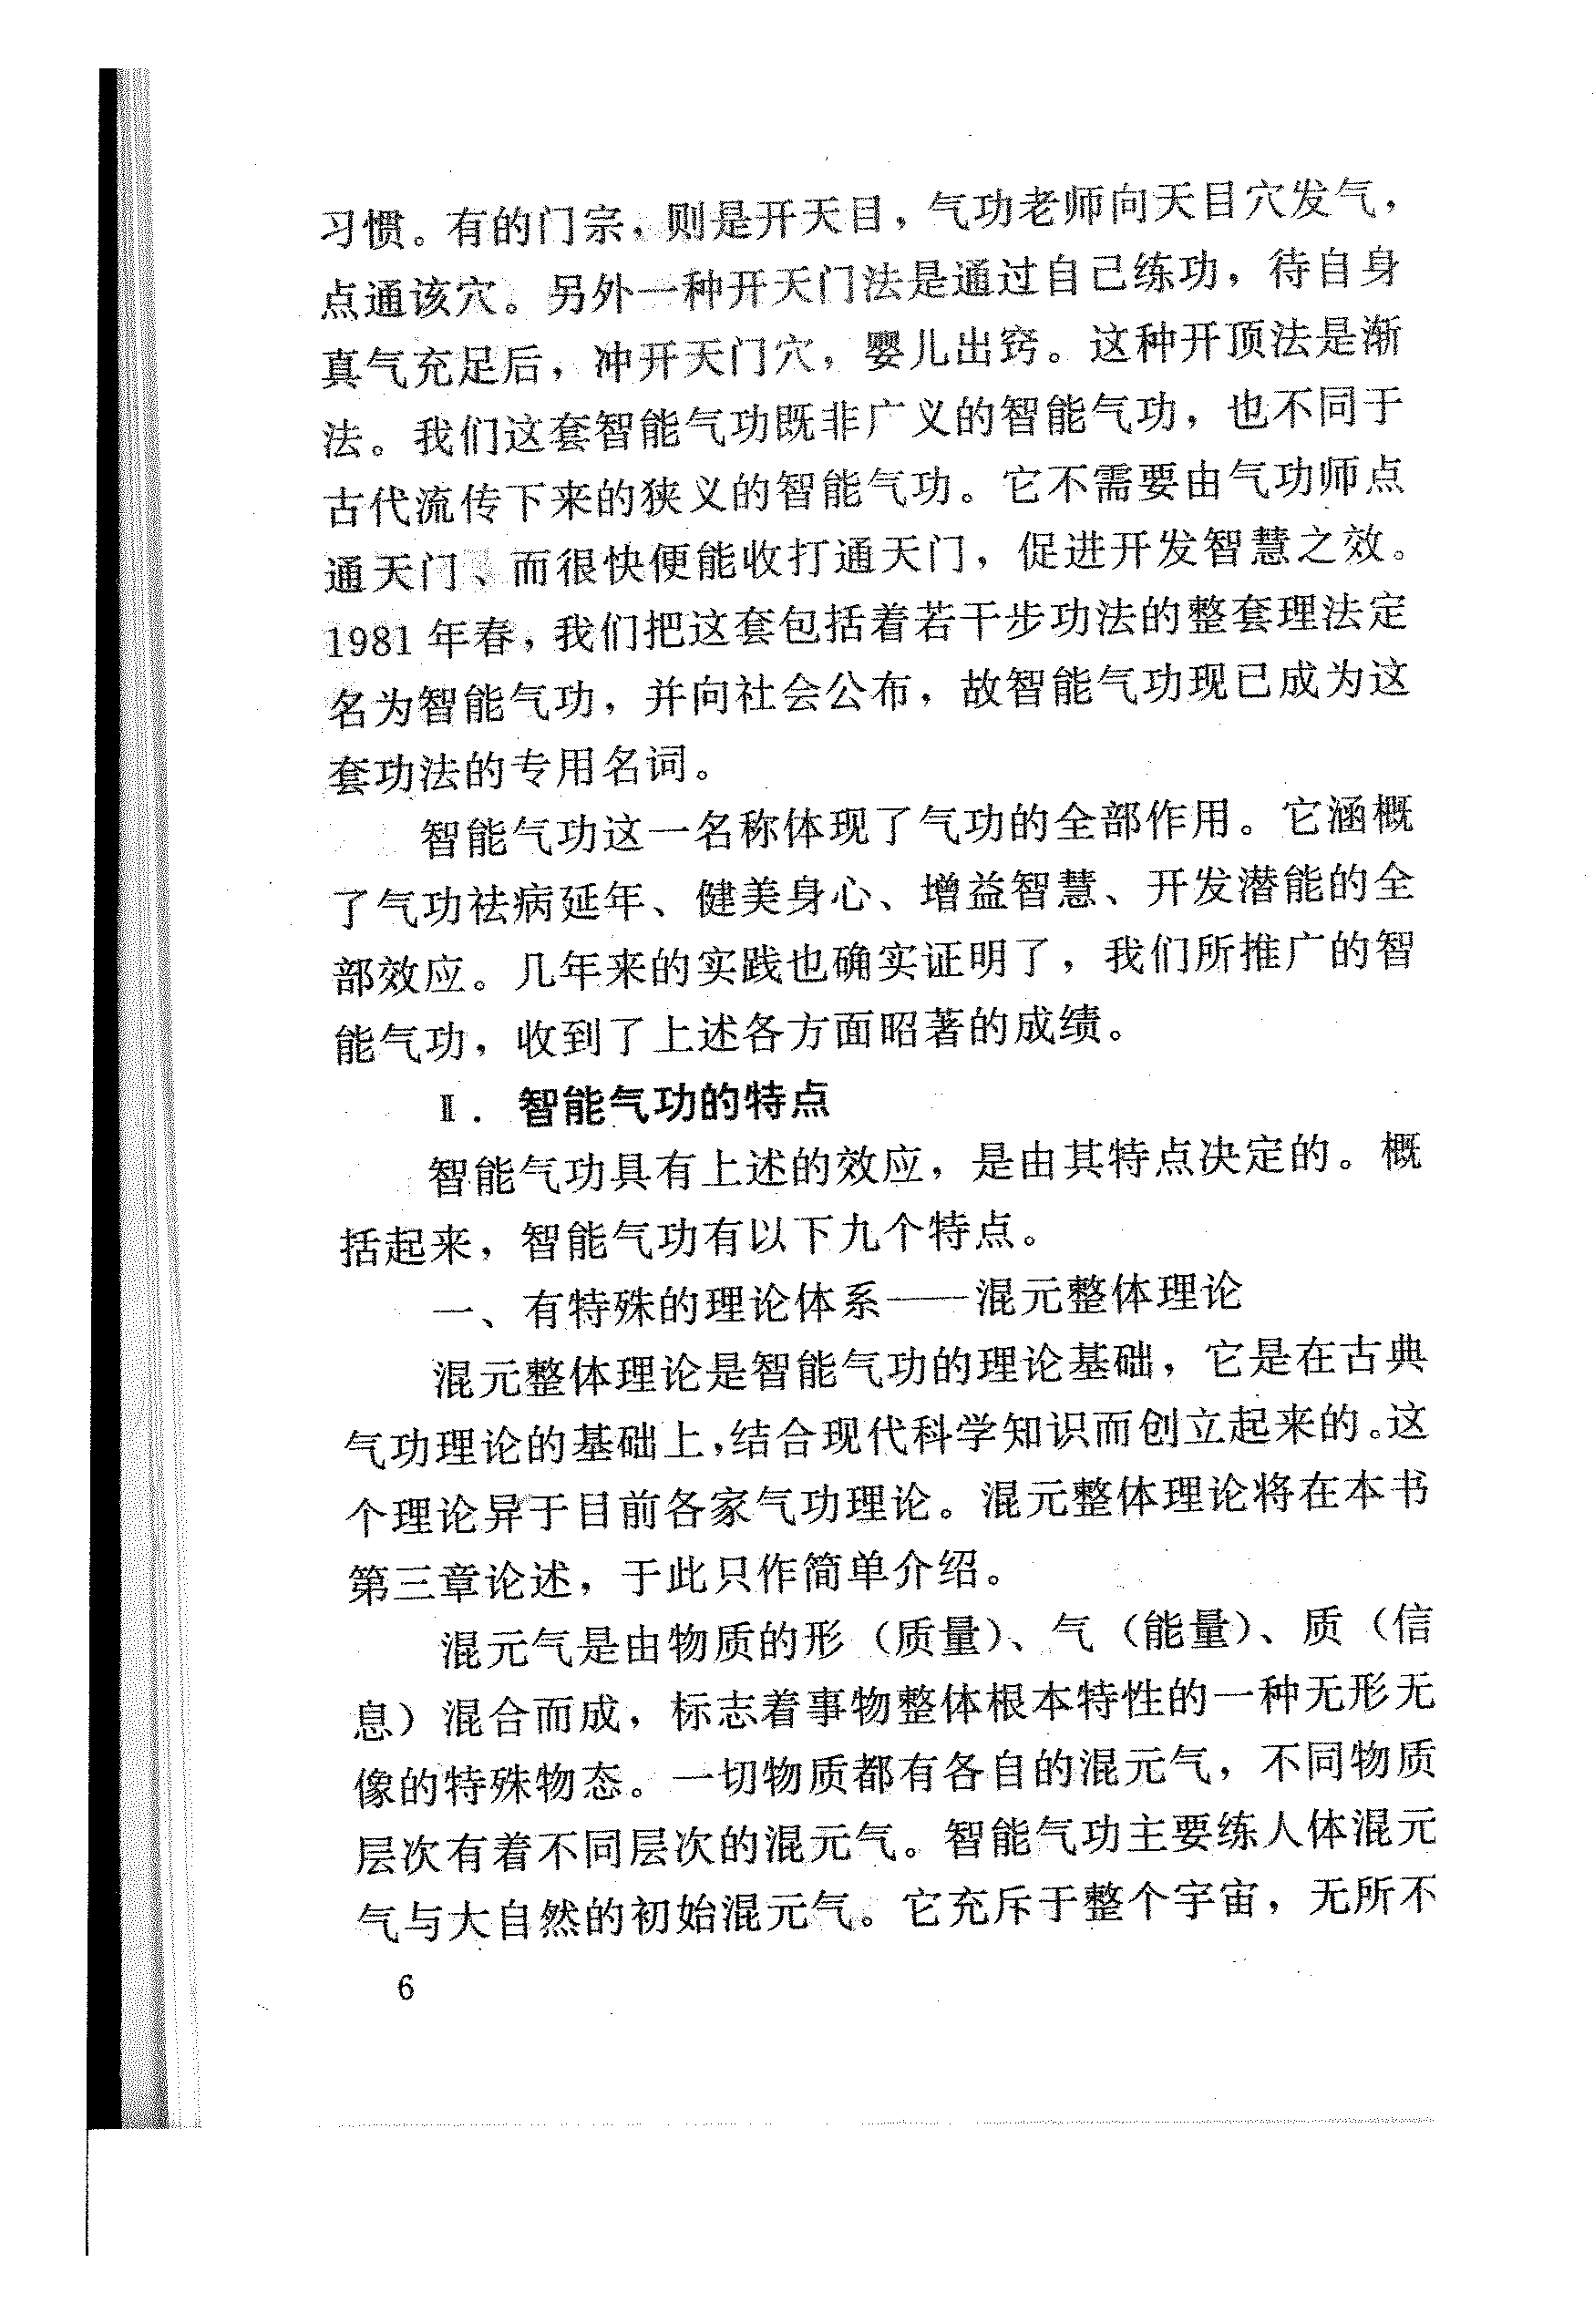 习惯。有的门宗，则是开天目，气功老师向天目穴发气，
点通该穴。另外一种开天门法是通过自己练功，待自身
真气充足后，冲开天门穴，婴儿出窍。这种开顶法是渐
法。我们这套智能气功既非广义的智能气功，也不同于
古代流传下来的狭义的智能气功。它不需要由气功师点
通天门、而很快便能收打通天门，促进开发智慧之效。
1981年春，我们把这套包括着若干步功法的整套理法定
名为智能气功，并向社会公布，故智能气功现已成为这
套功法的专用名词。
智能气功这一名称体现了气功的全部作用。它涵概
了气功祛病延年、健美身心、增益智慧、开发潜能的全
部效应。几年来的实践也确实证明了，我们所推广的智
能气功，收到了上述各方面昭著的成绩。
Ⅱ．智能气功的特点
智能气功具有上述的效应，是由其特点决定的。概
括起来，智能气功有以下九个特点。
一、有特殊的理论体系——混元整体理论
混元整体理论是智能气功的理论基础，它是在古典
气功理论的基础上，结合现代科学知识而创立起来的。这
个理论异于目前各家气功理论。混元整体理论将在本书
第三章论述，于此只作简单介绍。
混元气是由物质的形（质量）、气（能量）、质（信
息）混合而成，标志着事物整体根本特性的一种无形无
像的特殊物态。一切物质都有各自的混元气，不同物质
层次有着不同层次的混元气。智能气功主要练人体混元
气与大自然的初始混元气。它充斥于整个宇宙，无所不
6